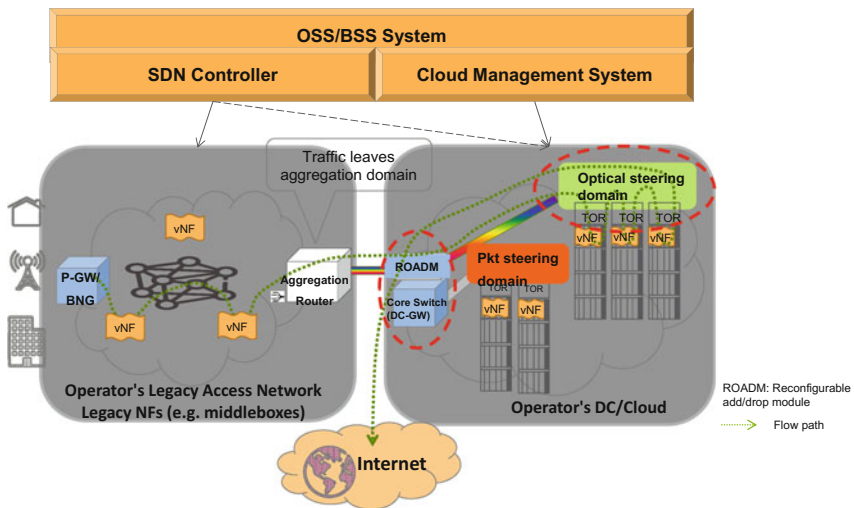 OSS/BSS System
SDN Controller
Cloud Management System
Traffic leaves
aggregation domain
Optical steering
domain
TOR
TOR
TOR
vNF
vNF
vNF
vNF
P-GW/
BNG
vNF
vNF
Aggregation
Router
ROADM
Core Switch
(DC-GW)
Pkt steering
domain
TOR
TOR
vNF
vNF
Operator's Legacy Access Network
Legacy NFs (e.g. middleboxes)
Operator's DC/Cloud
ROADM: Reconfigurable
add/drop module
Flow path
Internet